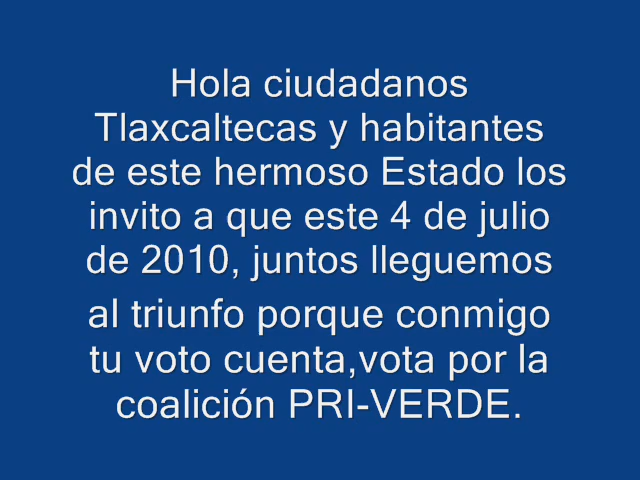 Hola ciudadanos
Tlaxcaltecas y habitantes
de este hermoso Estado los
invito a que este 4 de julio
de 2010, juntos lleguemos
al triunfo porque conmigo
tu voto cuenta,vota por la
coalición PRI-VERDE.